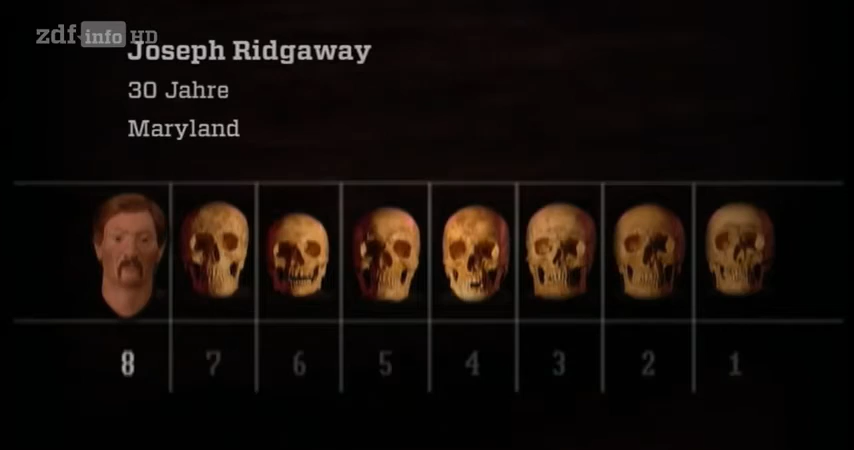 zdf info HD
Joseph Ridgaway
30 Jahre
Maryland
8 7 6 5 4 3 2 1